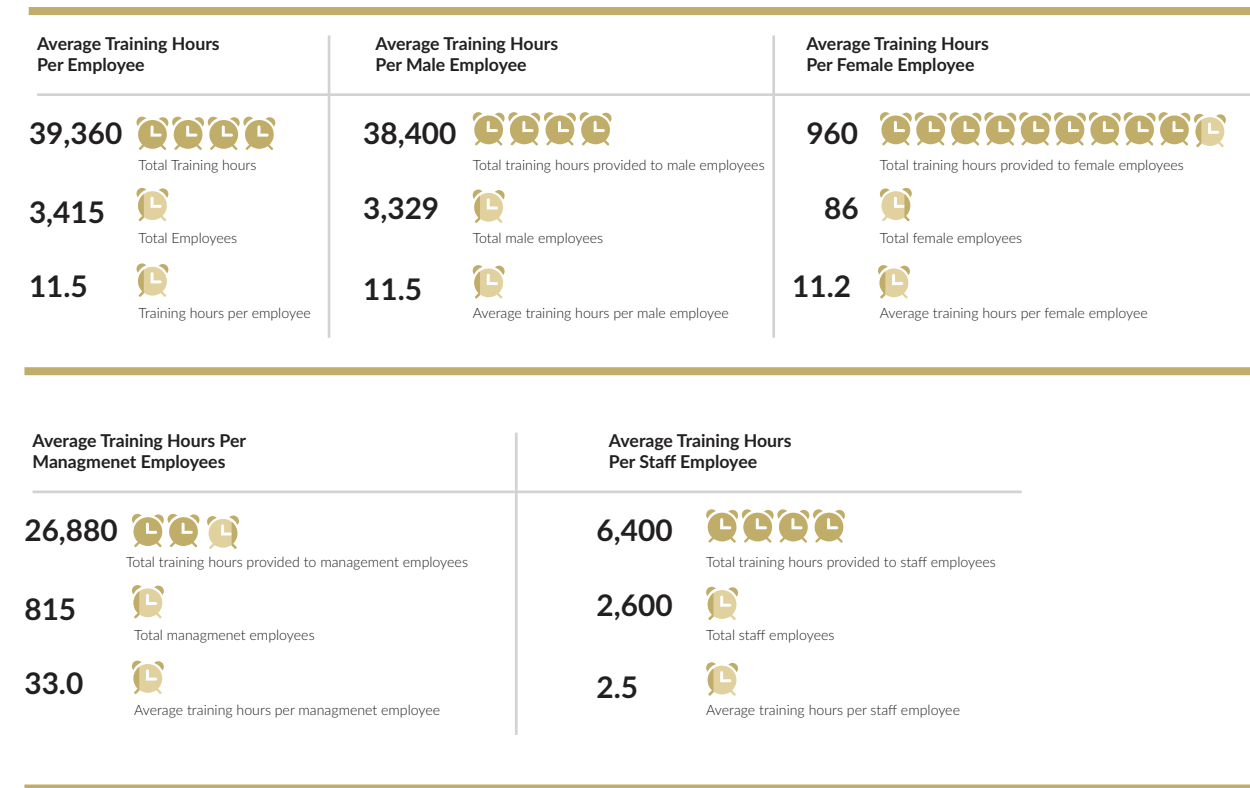 Average Training Hours
Per Employee
39,360
Total Training hours
3,415
Total Employees
11.5
Training hours per employee
Average Training Hours
Per Male Employee
38,400
Total training hours provided to male employees
3,329
Total male employees
11.5
Average training hours per male employee
Average Training Hours
Per Female Employee
960
Total training hours provided to female employees
86
Total female employees
11.2
Average training hours per female employee
Average Training Hours Per
Managmenet Employees
26,880
Total training hours provided to management employees
815
Total managmenet employees
33.0
Average training hours per managmenet employee
Average Training Hours
Per Staff Employee
6,400
Total training hours provided to staff employees
2,600
Total staff employees
2.5
Average training hours per staff employee